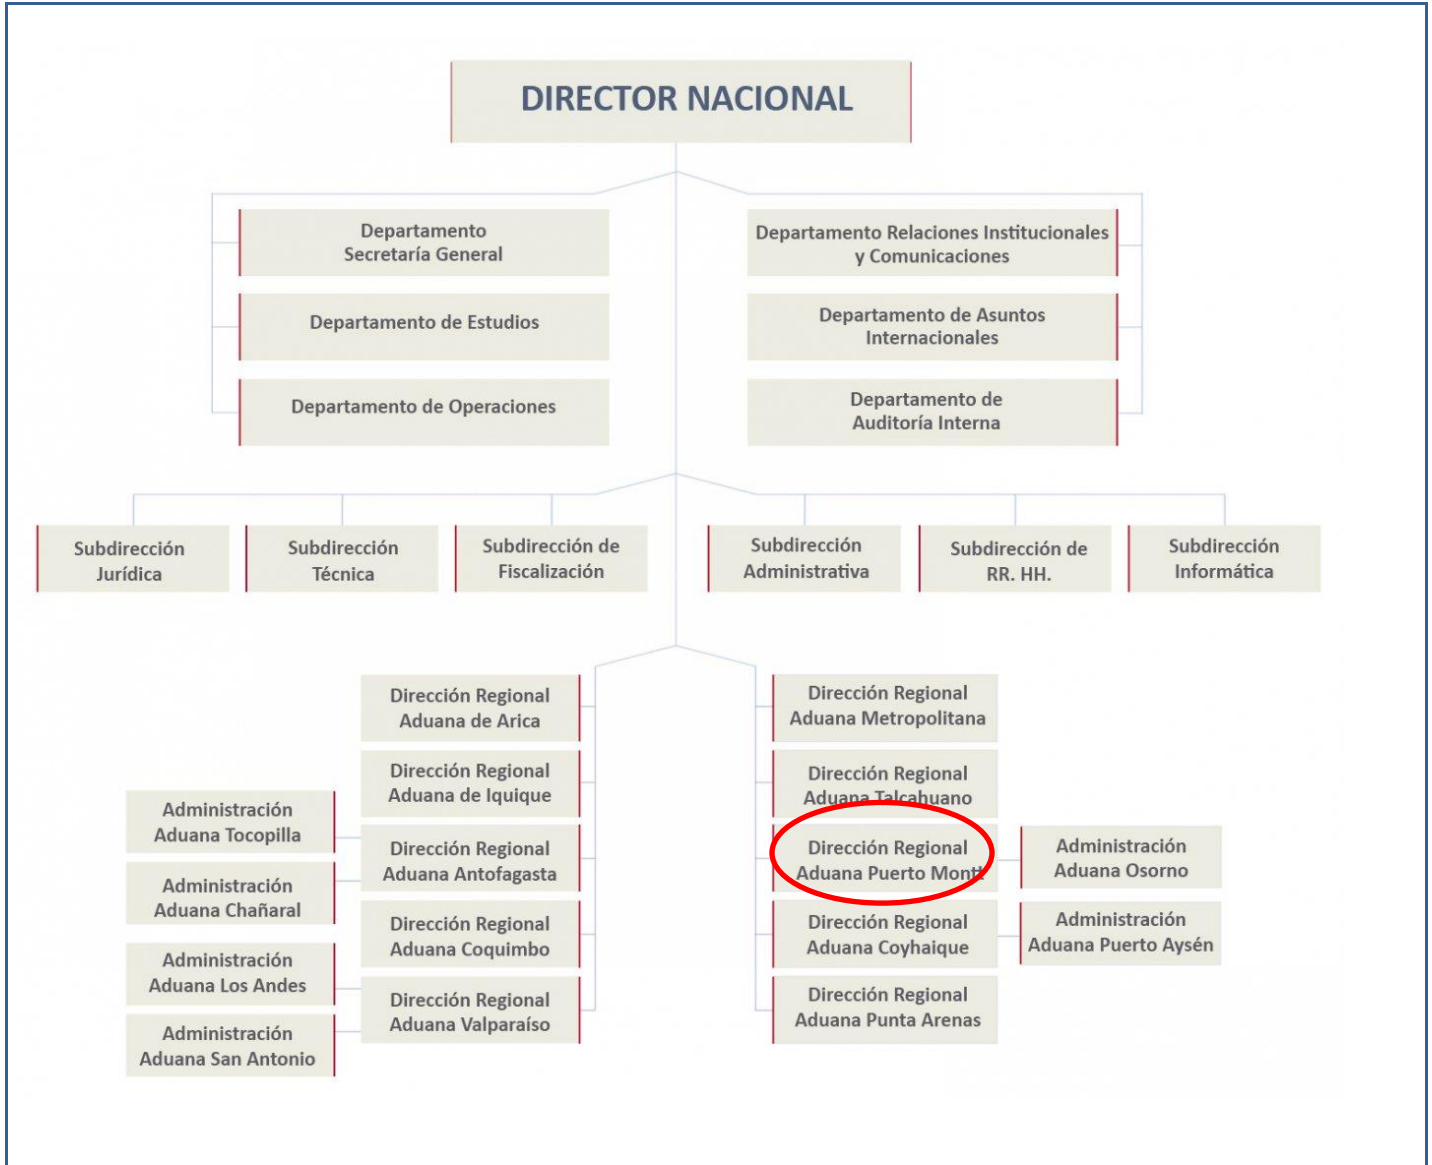 DIRECTOR NACIONAL
Departamento
Secretaría General
Departamento Relaciones Institucionales
y Comunicaciones
Departamento de Estudios
Departamento de Asuntos
Internacionales
Departamento de Operaciones
Departamento de
Auditoría Interna
Subdirección
Jurídica
Subdirección
Técnica
Subdirección de
Fiscalización
Subdirección
Administrativa
Subdirección de
RR. HH.
Subdirección
Informática
Dirección Regional
Aduana de Arica
Dirección Regional
Aduana de Iquique
Administración
Aduana Tocopilla
Administración
Aduana Chañaral
Dirección Regional
Aduana Antofagasta
Dirección Regional
Aduana Coquimbo
Administración
Aduana Los Andes
Administración
Aduana San Antonio
Dirección Regional
Aduana Valparaíso
Dirección Regional
Aduana Metropolitana
Dirección Regional
Aduana Talcahuano
Dirección Regional
Aduana Puerto Montt
Administración
Aduana Osorno
Dirección Regional
Aduana Coyhaique
Administración
Aduana Puerto Aysén
Dirección Regional
Aduana Punta Arenas